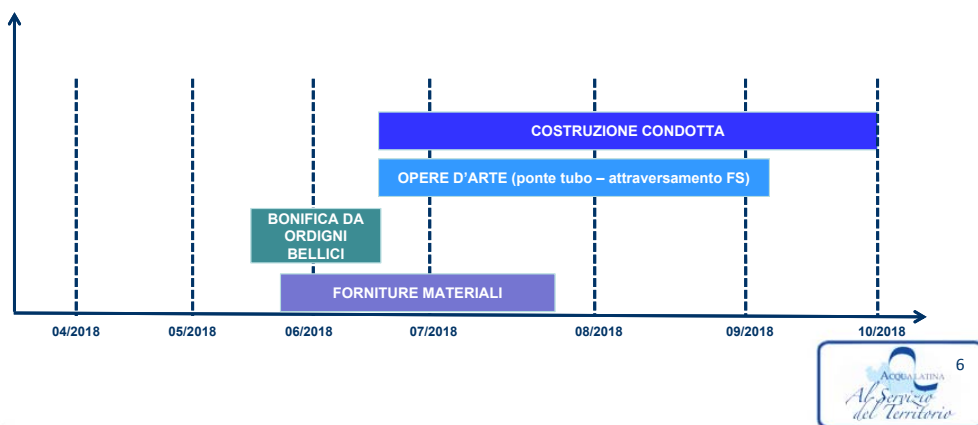 COSTRUZIONE CONDOTTA
OPERE D'ARTE (ponte tubo – attraversamento FS)
BONIFICA DA
ORDIGNI
BELLICI
FORNITURE MATERIALI
04/2018 05/2018 06/2018 07/2018 08/2018 09/2018 10/2018
6
ACQUALATINA
Al Servizio
del Territorio